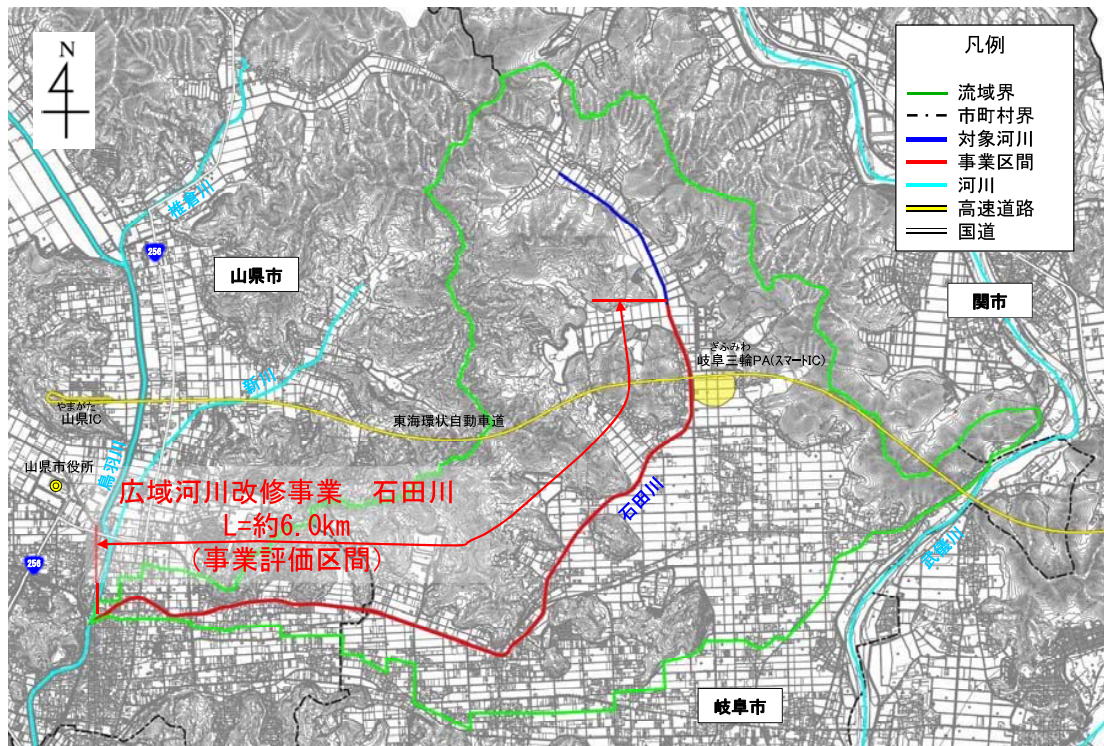 N
凡例
流域界
市町村界
対象河川
事業区間
河川
高速道路
国道
椎倉川
256
山県市
関市
ぎふみわ
岐阜三輪PA(スマートIC)
新川
やまがた
山県IC
東海環状自動車道
鳥羽川
山県市役所
広域河川改修事業 石田川
L=約6.0km
(事業評価区間)
石田川
武儀川
256
岐阜市